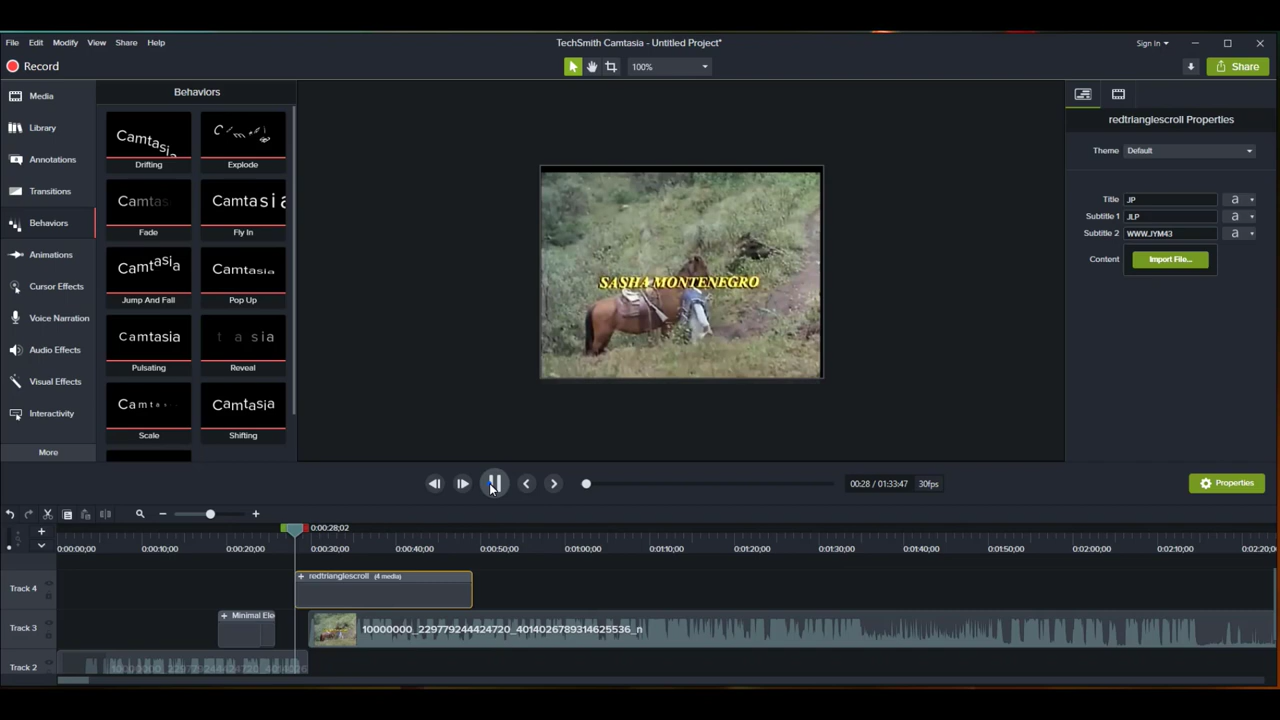 File Edit Modify View Share Help
TechSmith Camtasia - Untitled Project*
Sign In
Record
100%
Share
Media
Library
Annotations
Transitions
Behaviors
Animations
Cursor Effects
Voice Narration
Audio Effects
Visual Effects
Interactivity
More
Behaviors
Drifting
Explode
Camtas
Fade
Camtasia
Fly In
Camtasia
Jump And Fall
Camtasia
Pop Up
Camtasia
Pulsating
Reveal
Scale
Camtasia
Shifting
SASHA MONTENEGRO
redtrianglescroll Properties
Theme Default
Title JP
Subtitle 1 JLP
Subtitle 2 WWW.JYM43
Content Import File...
00:28 / 01:33:47 30fps
Properties
0:00:28;02
0:00:00;00 0:00:10;00 0:00:20;00 0:00:30;00 0:00:40;00 0:00:50;00 0:01:00;00 0:01:10;00 0:01:20;00 0:01:30;00 0:01:40;00 0:01:50;00 0:02:00;00 0:02:10;00 0:02:20;0
Track 4
redtrianglescroll (4 media)
Track 3
Minimal Ele
10000000_229779244424720_4014026789314625536_n
Track 2